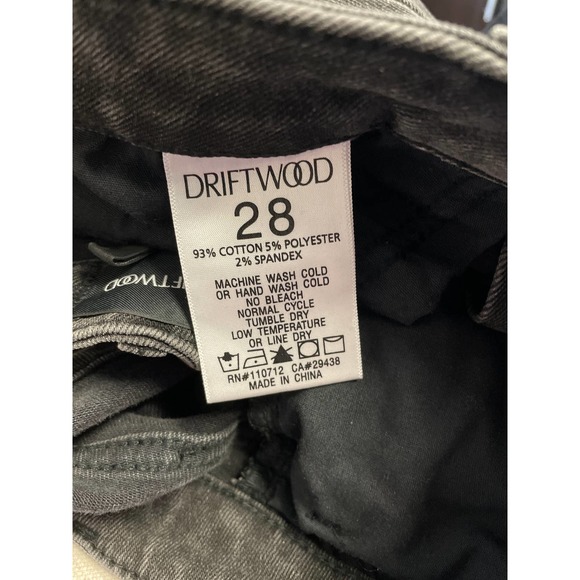 DRIFTWOOD
28
93% COTTON 5% POLYESTER
2% SPANDEX
MACHINE WASH COLD
OR HAND WASH COLD
NO BLEACH
NORMAL CYCLE
TUMBLE DRY
LOW TEMPERATURE
OR LINE DRY
RN#110712 CA#29438
MADE IN CHINA
FTWOOD